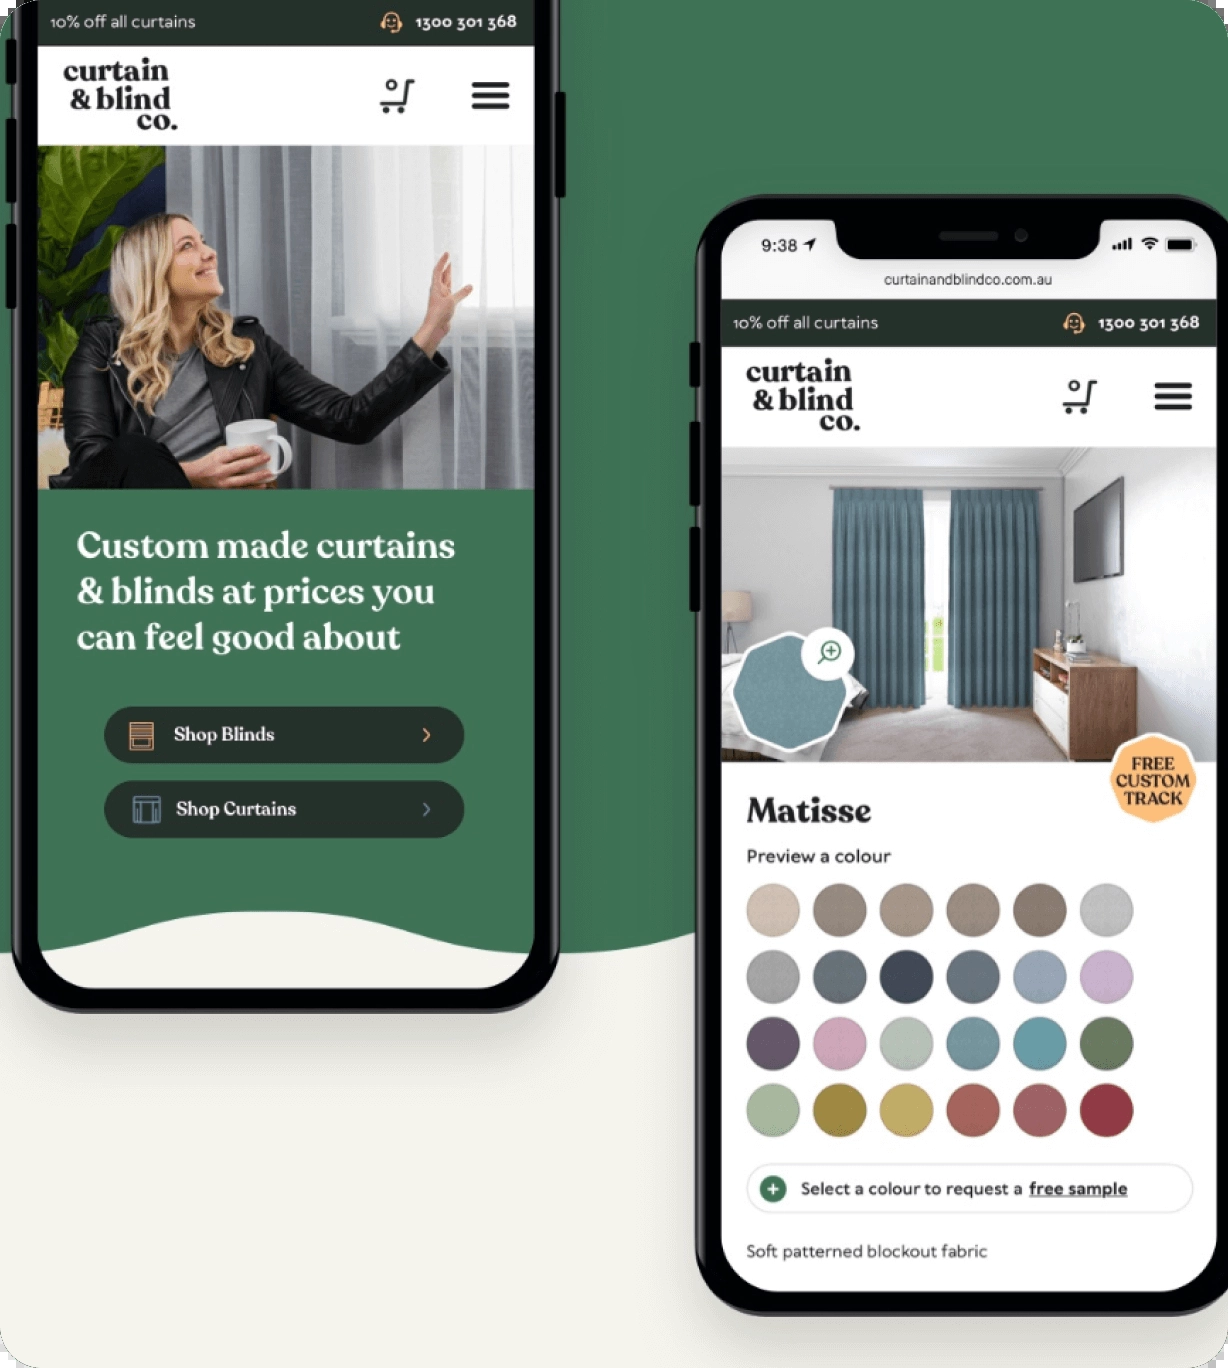 10% off all curtains
1300 301 368
curtain
& blind
co.
Custom made curtains
& blinds at prices you
can feel good about
Shop Blinds
Shop Curtains
9:38
curtainandblindco.com.au
10% off all curtains
1300 301 368
curtain
& blind
co.
FREE
CUSTOM
TRACK
Matisse
Preview a colour
Select a colour to request a free sample
Soft patterned blockout fabric